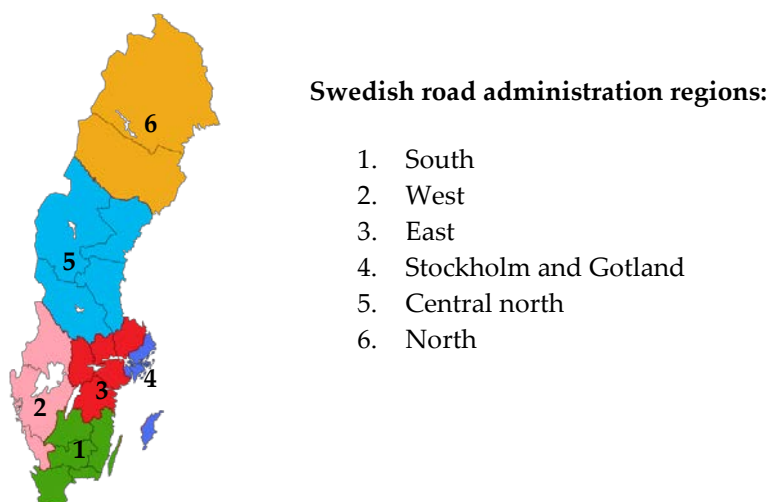 Swedish road administration regions:
1. South
2. West
3. East
4. Stockholm and Gotland
5. Central north
6. North
6
5
4
3
2
1